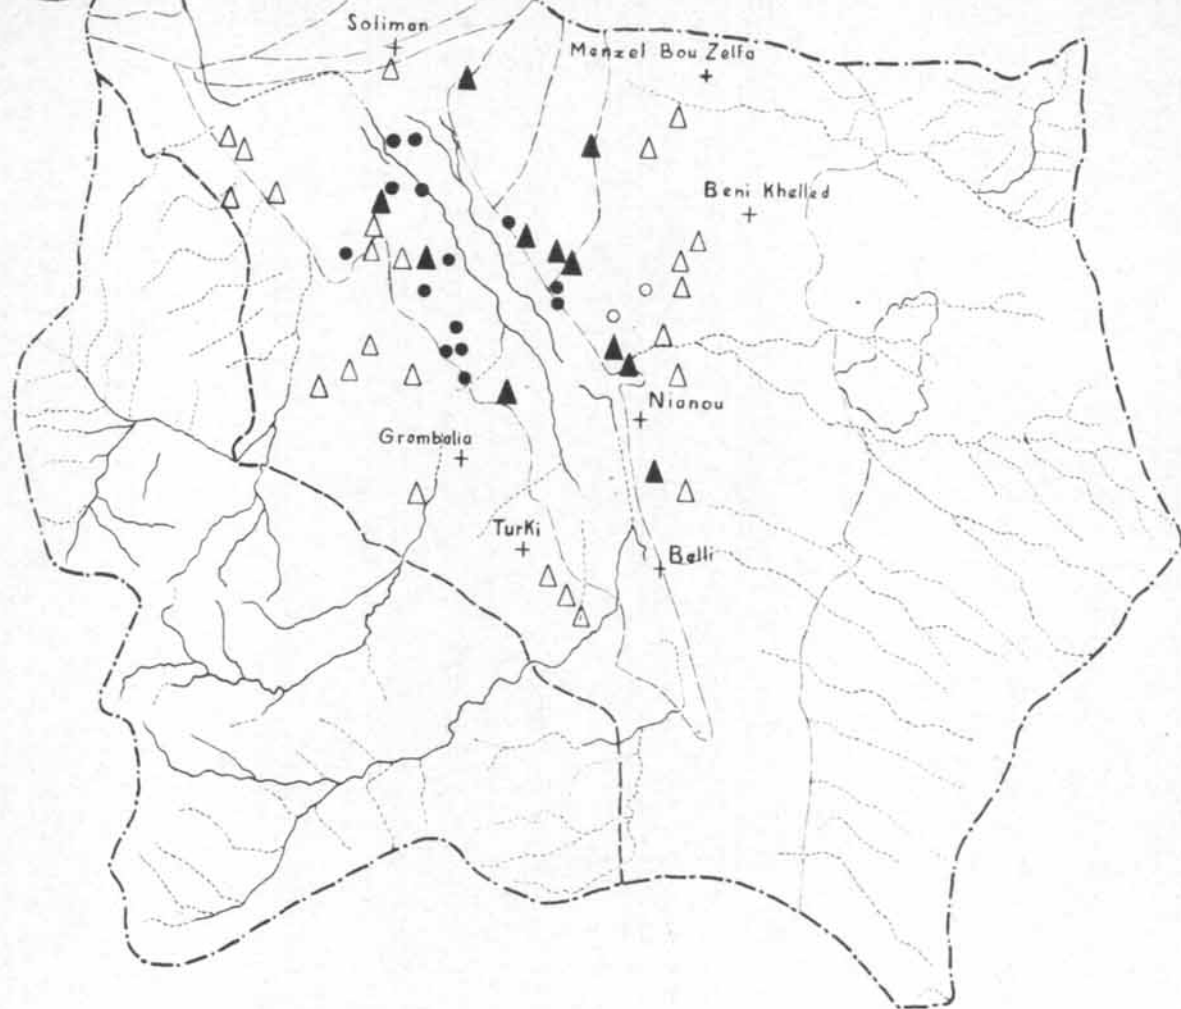 Soliman
Menzel Bou Zelfa
Beni Khelled
Nianou
Grombalia
Turki
Belli